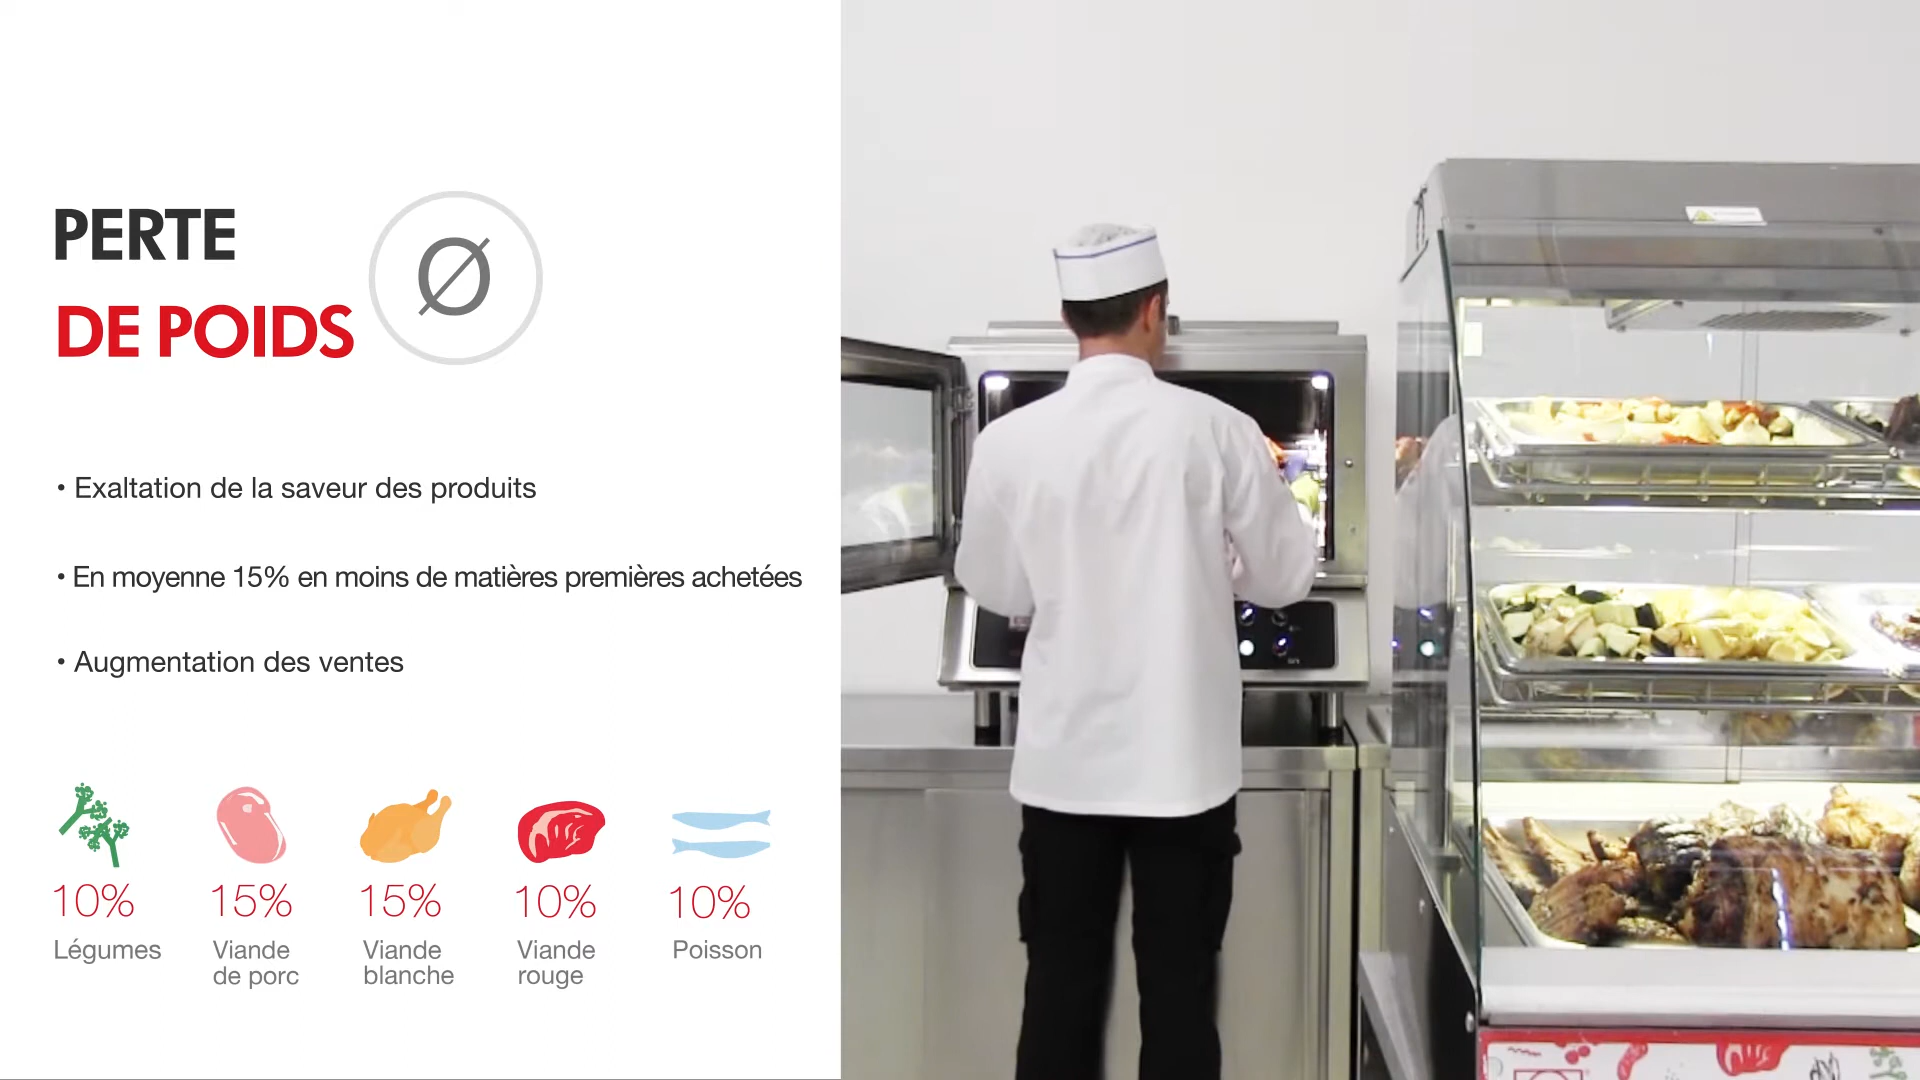 PERTE
DE POIDS
Ø
• Exaltation de la saveur des produits
• En moyenne 15% en moins de matières premières achetées
• Augmentation des ventes
10%
Légumes
15%
Viande
de porc
15%
Viande
blanche
10%
Viande
rouge
10%
Poisson